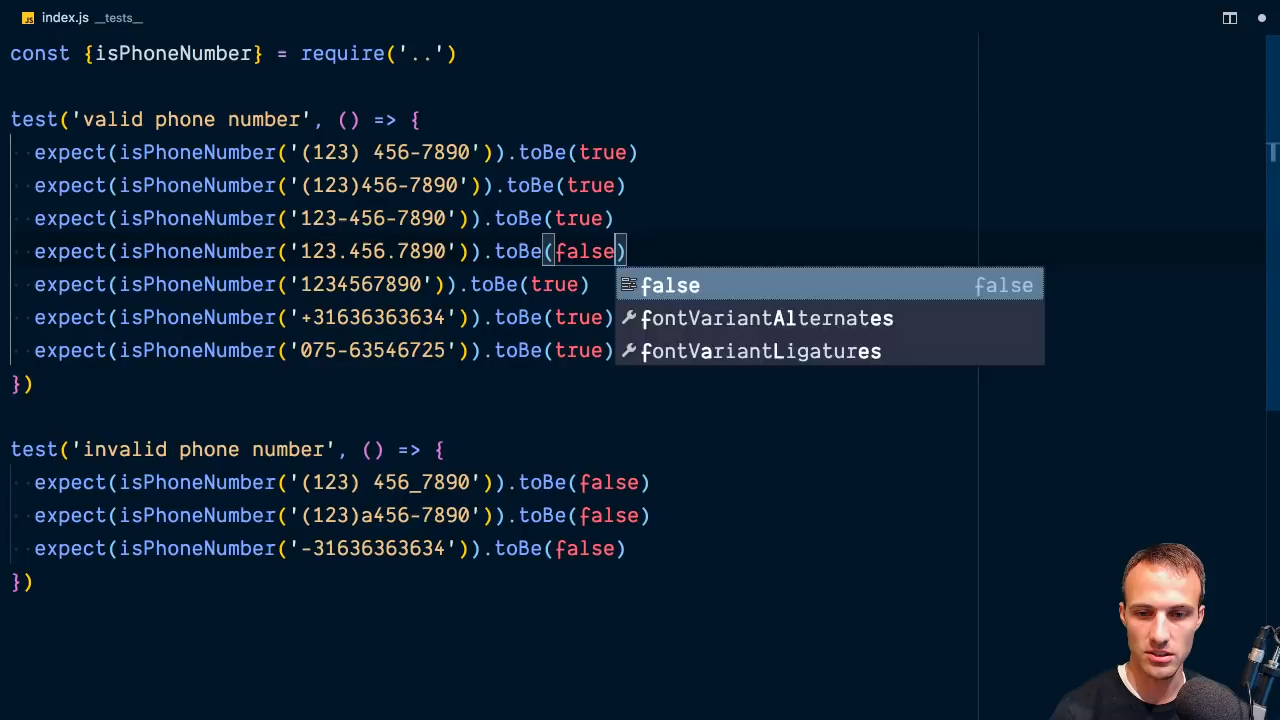 JS index.js __tests__
const {isPhoneNumber} = require('..')
test('valid phone number', () => {
expect(isPhoneNumber('(123) 456-7890')).toBe(true)
expect(isPhoneNumber('(123)456-7890')).toBe(true)
expect(isPhoneNumber('123-456-7890')).toBe(true)
expect(isPhoneNumber('123.456.7890')).toBe(false)
expect(isPhoneNumber('1234567890')).toBe(true)
expect(isPhoneNumber('+31636363634')).toBe(true)
expect(isPhoneNumber('075-63546725')).toBe(true)
false false
fontVariantAlternates
fontVariantLigatures
})
test('invalid phone number', () => {
expect(isPhoneNumber('(123) 456_7890')).toBe(false)
expect(isPhoneNumber('(123)a456-7890')).toBe(false)
expect(isPhoneNumber('-31636363634')).toBe(false)
})